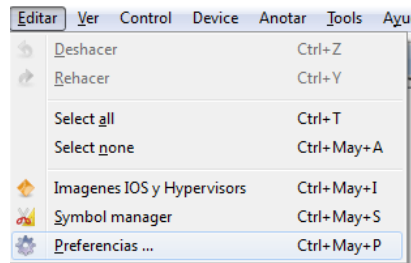 Editar Ver Control Device Anotar Tools Ayu
Deshacer Ctrl+Z
Rehacer Ctrl+Y
Select all Ctrl+T
Select none Ctrl+May+A
Imagenes IOS y Hypervisors Ctrl+May+I
Symbol manager Ctrl+May+S
Preferencias ... Ctrl+May+P